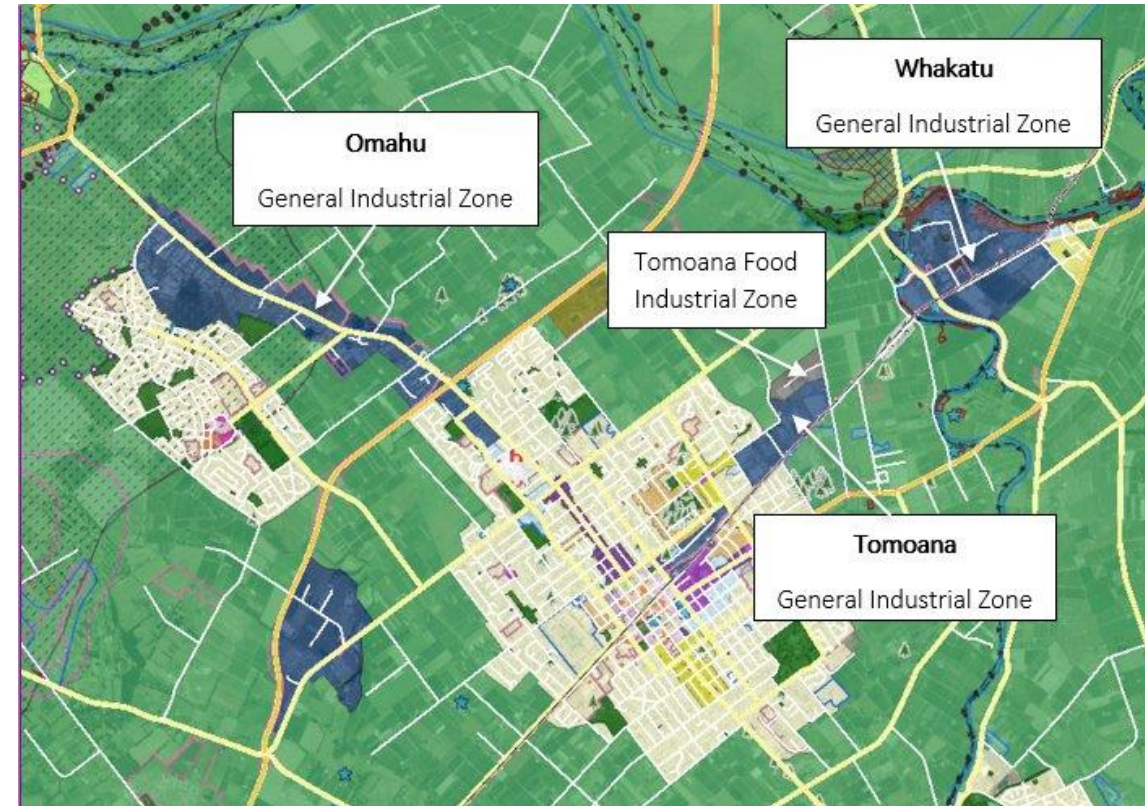 Whakatu
General Industrial Zone
Omahu
General Industrial Zone
Tomoana Food
Industrial Zone
Tomoana
General Industrial Zone